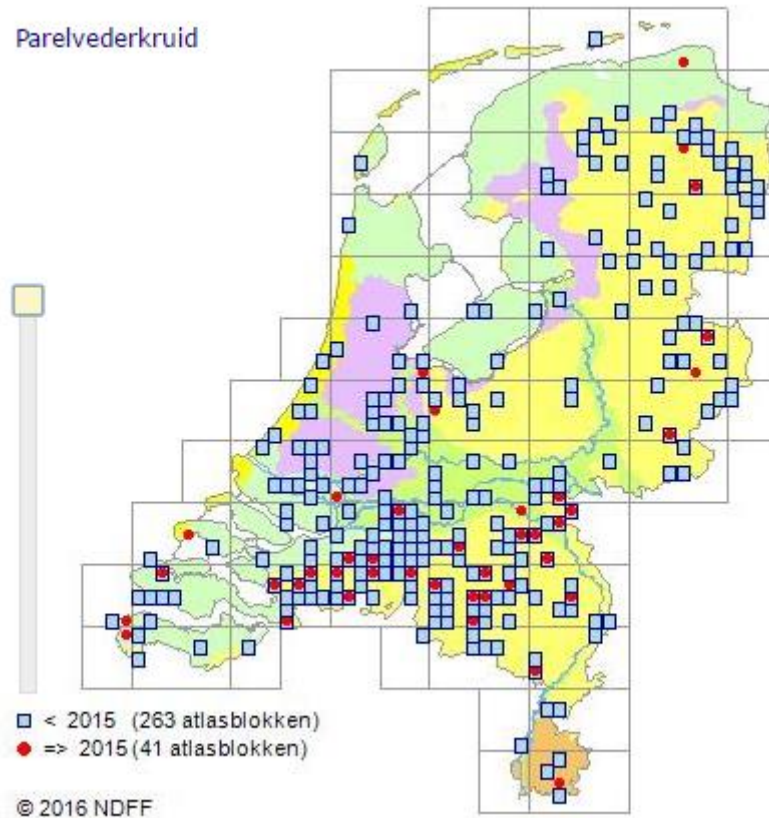 Parelvederkruid
< 2015 (263 atlasblokken)
=> 2015 (41 atlasblokken)
© 2016 NDFF